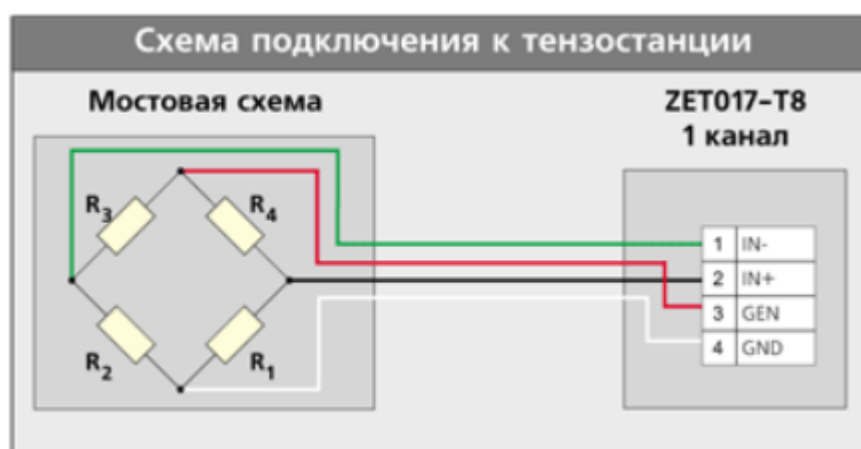 Схема подключения к тензостанции
Мостовая схема
ZET017-T8
1 канал
R3
R4
R2
R1
1 IN-
2 IN+
3 GEN
4 GND